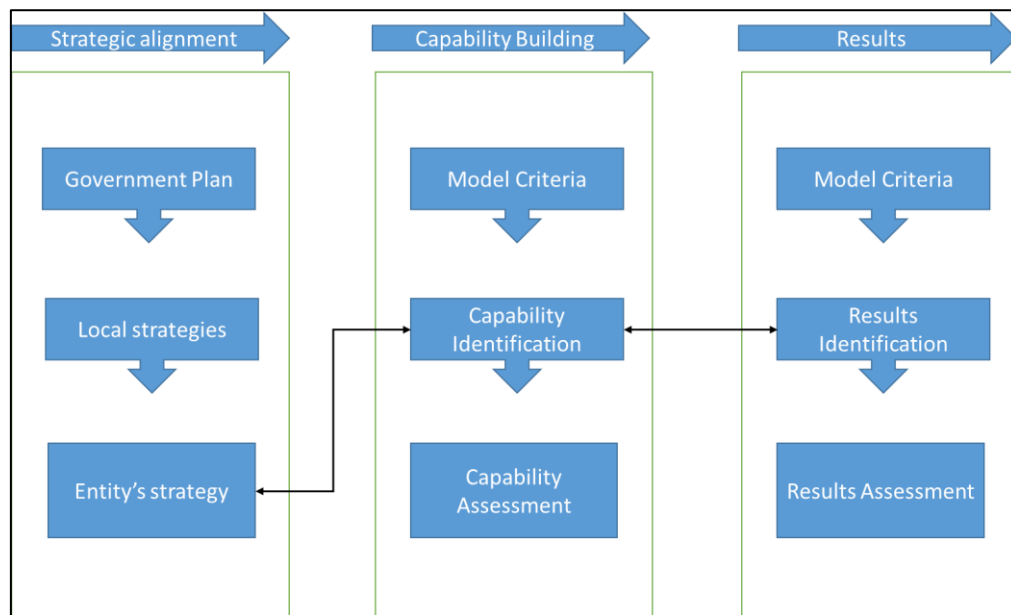 Strategic alignment
Capability Building
Results
Government Plan
Model Criteria
Model Criteria
Local strategies
Capability
Identification
Results
Identification
Entity’s strategy
Capability
Assessment
Results Assessment